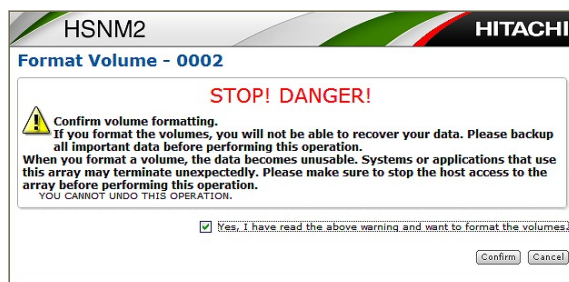 HSNM2
HITACHI
Format Volume - 0002
STOP! DANGER!
Confirm volume formatting.
If you format the volumes, you will not be able to recover your data. Please backup
all important data before performing this operation.
When you format a volume, the data becomes unusable. Systems or applications that use
this array may terminate unexpectedly. Please make sure to stop the host access to the
array before performing this operation.
YOU CANNOT UNDO THIS OPERATION.
Yes, I have read the above warning and want to format the volumes.
Confirm Cancel